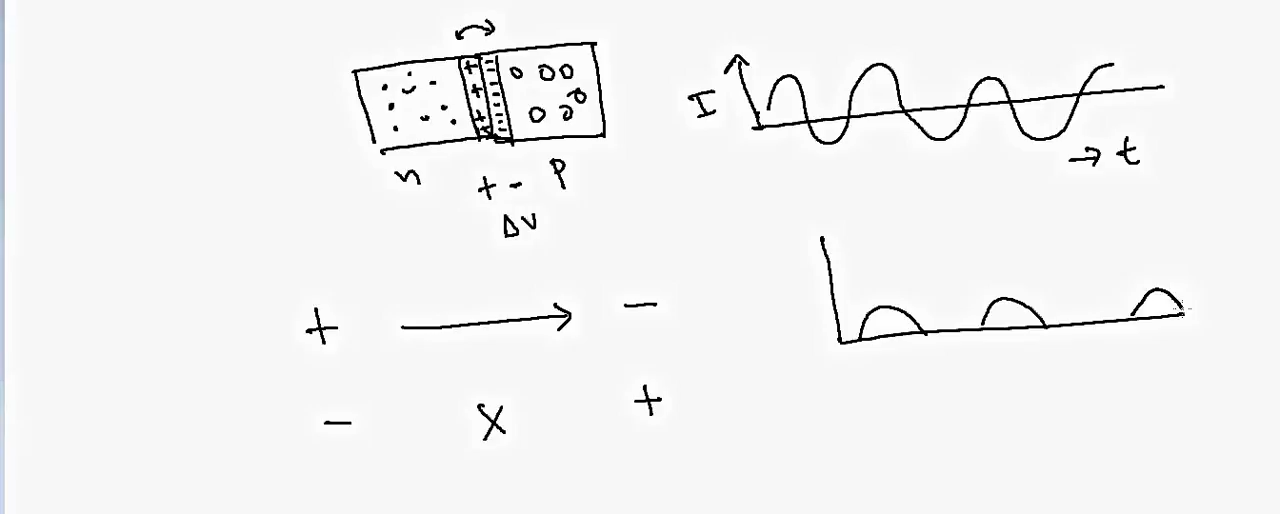 I
→ t
n + - p
ΔV
+ → -
- X +